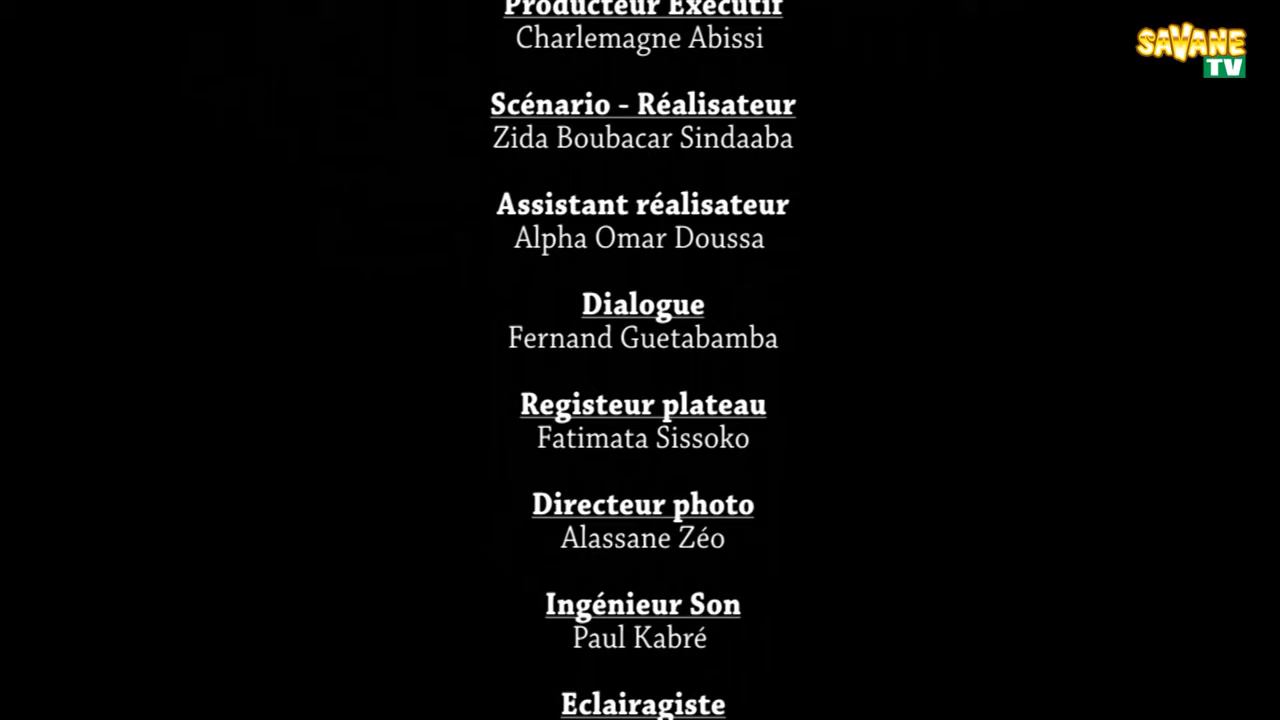 Producteur Exécutif
Charlemagne Abissi
SAVANE
TV
Scénario - Réalisateur
Zida Boubacar Sindaaba
Assistant réalisateur
Alpha Omar Doussa
Dialogue
Fernand Guetabamba
Registeur plateau
Fatimata Sissoko
Directeur photo
Alassane Zéo
Ingénieur Son
Paul Kabré
Eclairagiste